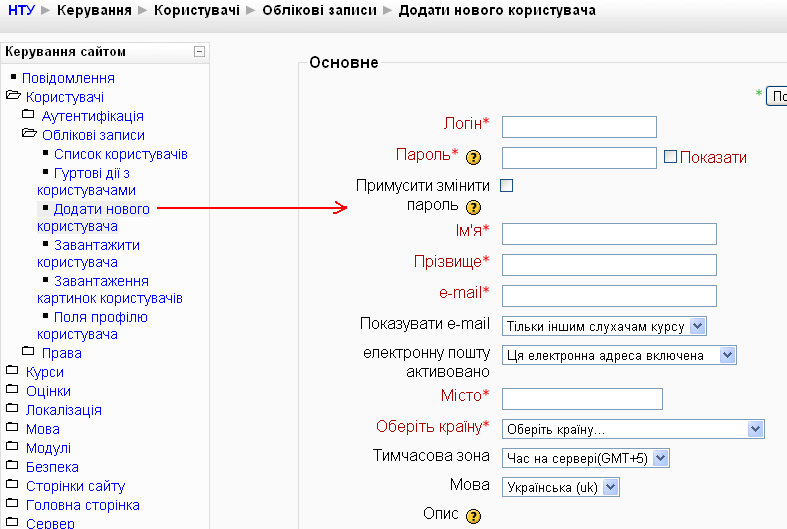 НТУ ► Керування ► Користувачі ► Облікові записи ► Додати нового користувача
Керування сайтом
Повідомлення
Користувачі
Аутентифікація
Облікові записи
Список користувачів
Гуртові дії з
користувачами
Додати нового
користувача
Завантажити
користувача
Завантаження
картинок користувачів
Поля профілю
користувача
Права
Курси
Оцінки
Локалізація
Мова
Модулі
Безпека
Сторінки сайту
Головна сторінка
Сервер
Основне
*
Логін*
Пароль* ? Показати
Примусити змінити
пароль ?
Ім'я*
Прізвище*
e-mail*
Показувати e-mail Тільки іншим слухачам курсу
електронну пошту
активовано Ця електронна адреса включена
Місто*
Оберіть країну* Оберіть країну...
Тимчасова зона Час на сервері(GMT+5)
Мова Українська (uk)
Опис ?